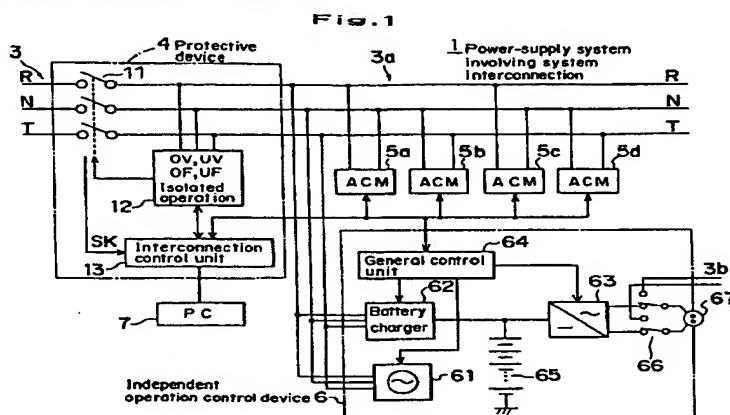 Fig.1
4 Protective device
3a
1 Power-supply system involving system interconnection
3
11
R
R
N
N
T
T
OV, UV
OF, UF
Isolated operation
12
5a
5b
5c
5d
ACM
ACM
ACM
ACM
SK
Interconnection control unit
13
General control unit
64
62
63
3b
67
7
PC
Battery charger
66
61
65
Independent operation control device 6